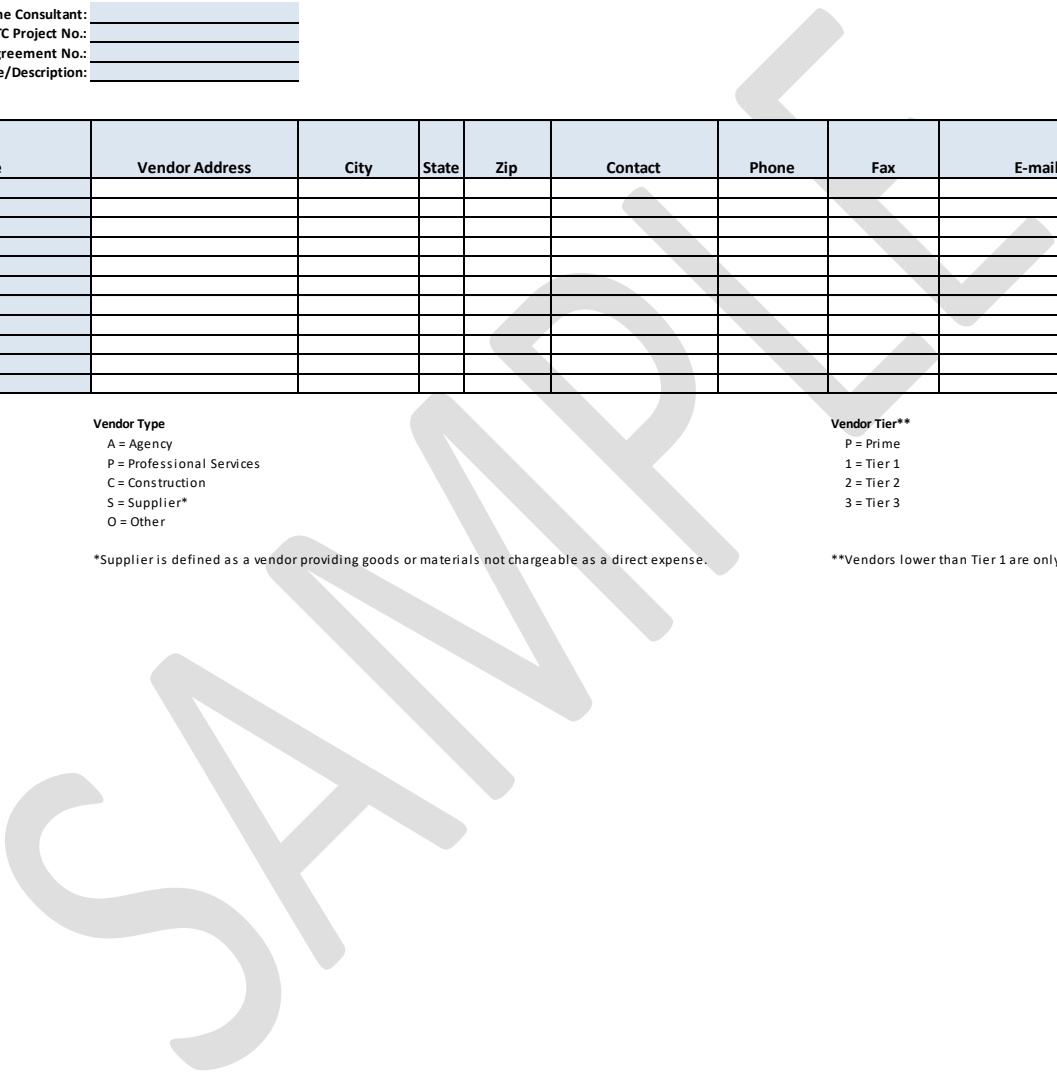 ne Consultant:
TC Project No.:
greement No.:
e/Description:
e Vendor Address City State Zip Contact Phone Fax E-mail
Vendor Type Vendor Tier**
A = Agency P = Prime
P = Professional Services 1 = Tier 1
C = Construction 2 = Tier 2
S = Supplier* 3 = Tier 3
O = Other
*Supplier is defined as a vendor providing goods or materials not chargeable as a direct expense. **Vendors lower than Tier 1 are only
SAMPLE